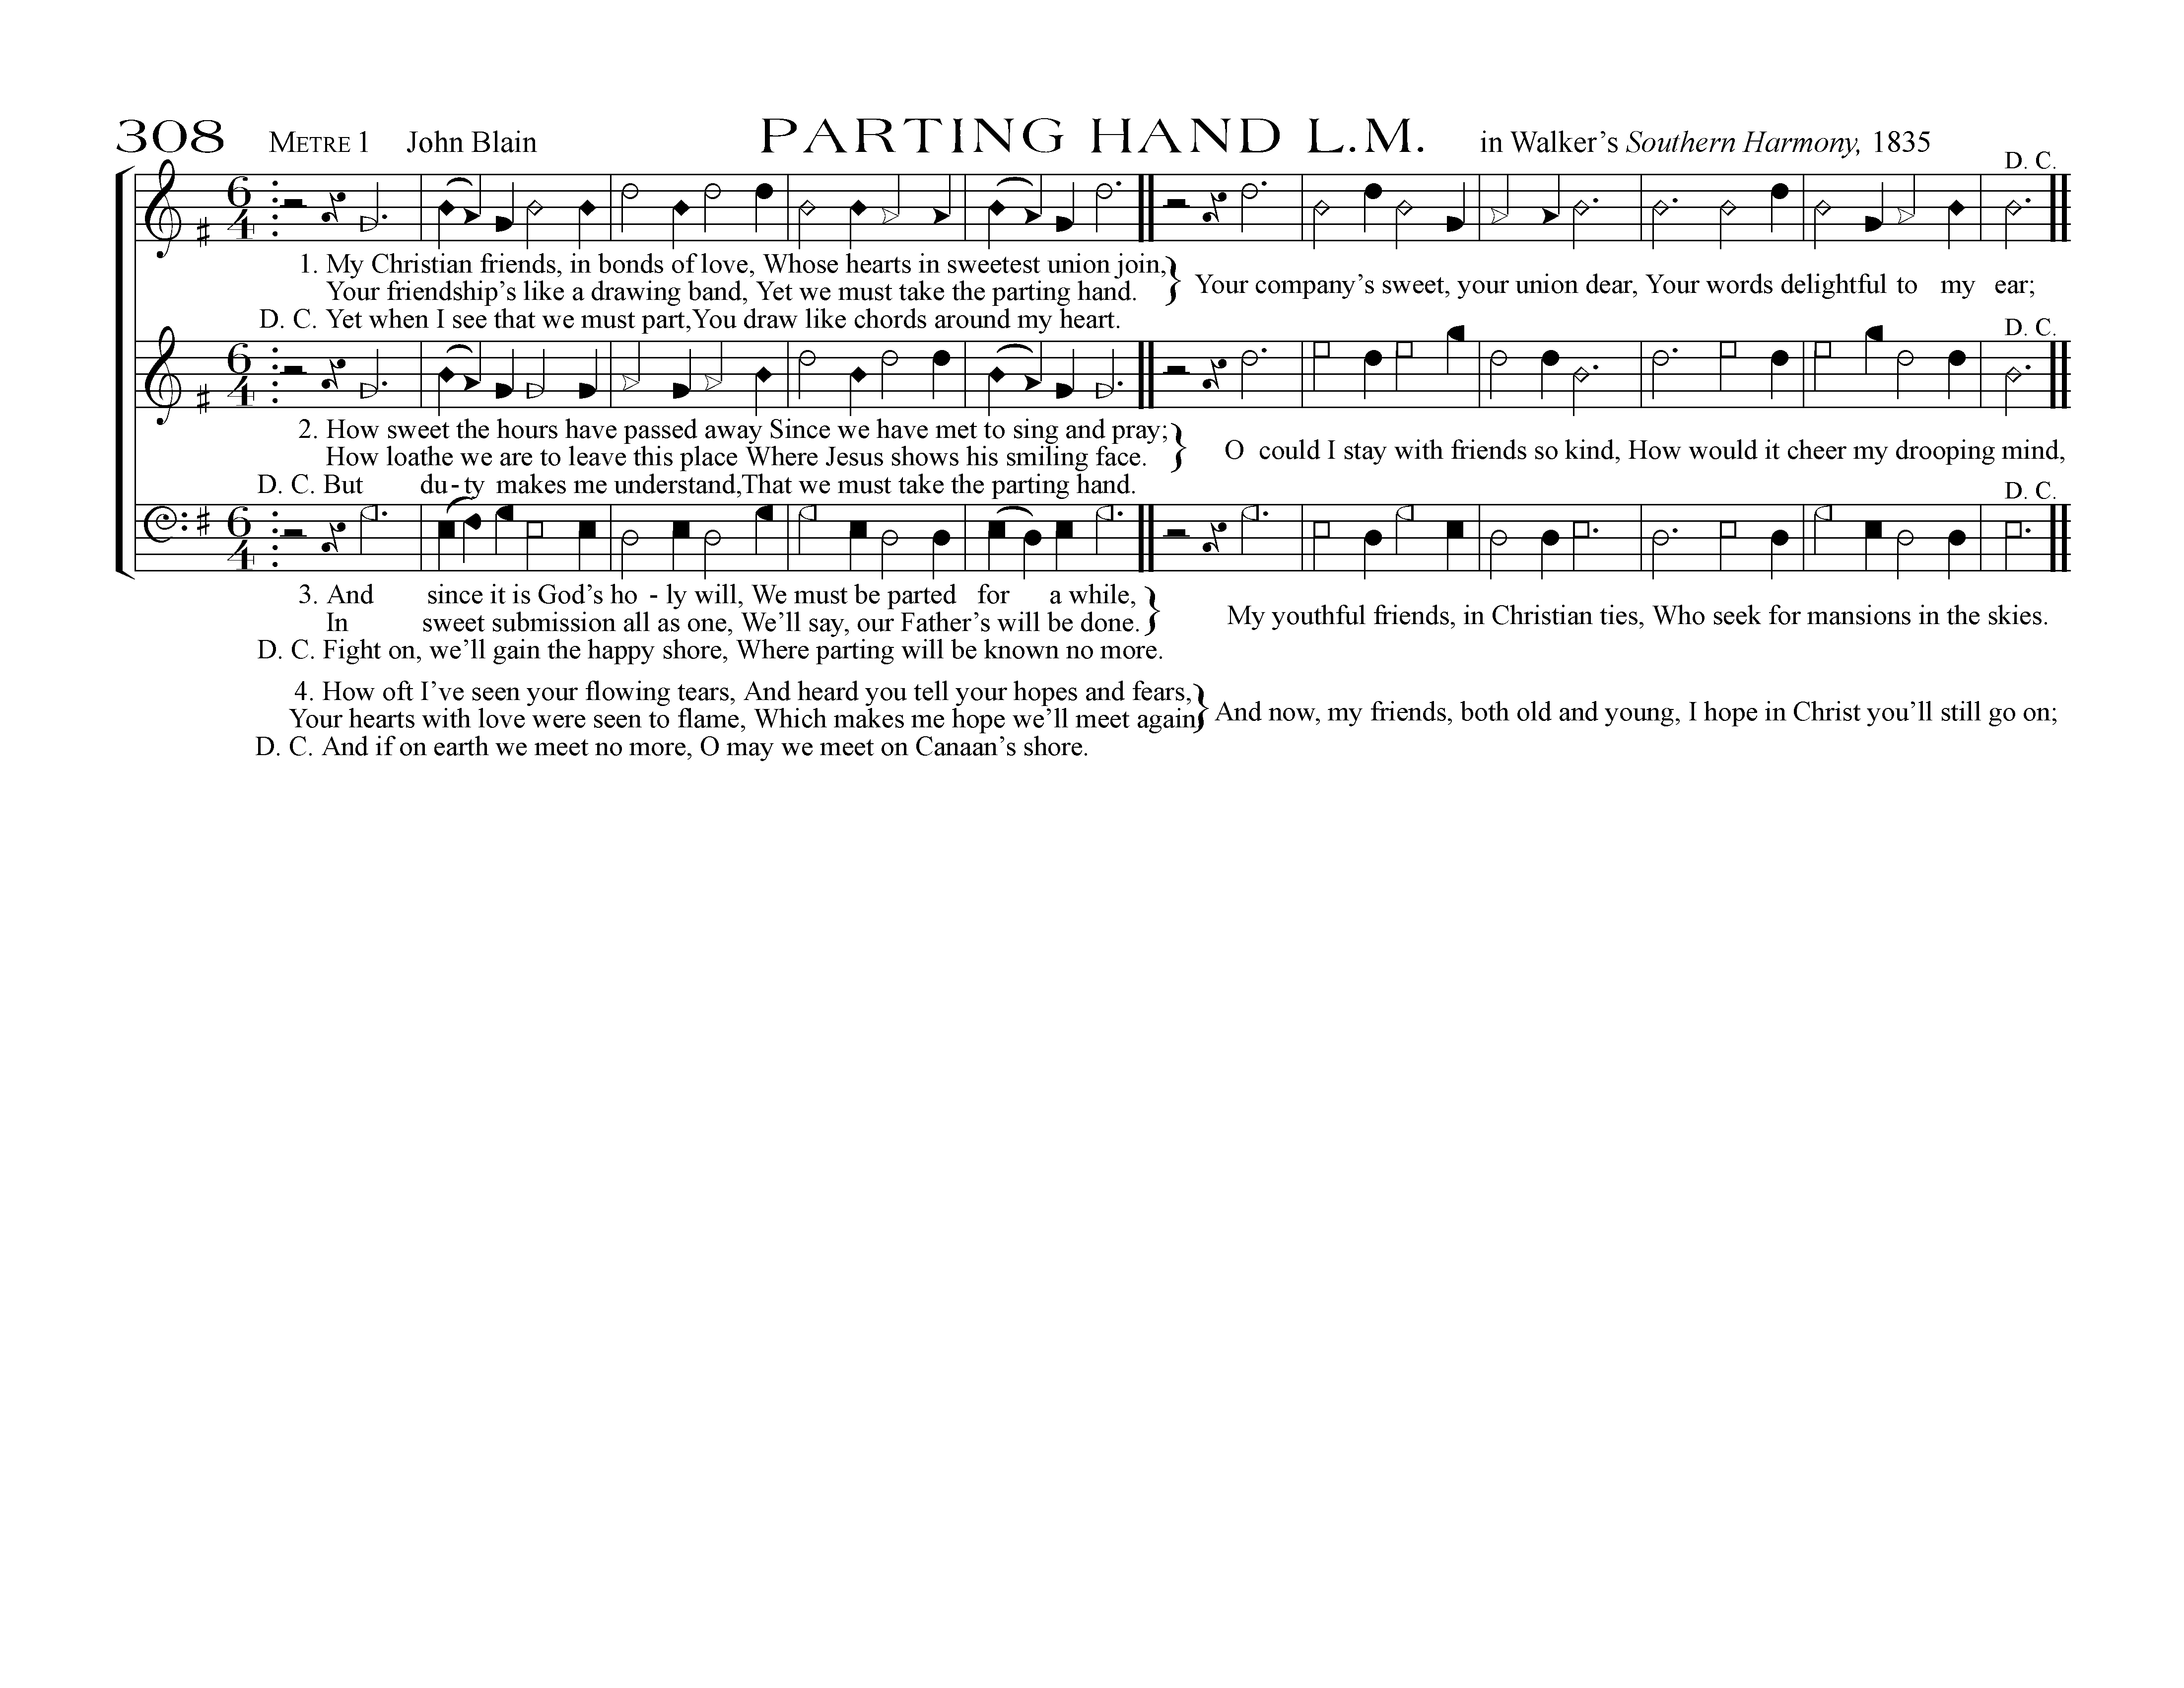 308 METRE 1 John Blain PARTING HAND L.M. in Walker's Southern Harmony, 1835
D. C.
6
4
1. My Christian friends, in bonds of love, Whose hearts in sweetest union join,
Your friendship's like a drawing band, Yet we must take the parting hand.
} Your company's sweet, your union dear, Your words delightful to my ear;
D. C. Yet when I see that we must part,You draw like chords around my heart.
D. C.
6
4
2. How sweet the hours have passed away Since we have met to sing and pray;
How loathe we are to leave this place Where Jesus shows his smiling face.
} O could I stay with friends so kind, How would it cheer my drooping mind,
D. C. But du-ty makes me understand,That we must take the parting hand.
D. C.
6
4
3. And since it is God's ho - ly will, We must be parted for a while,
In sweet submission all as one, We'll say, our Father's will be done.
} My youthful friends, in Christian ties, Who seek for mansions in the skies.
D. C. Fight on, we'll gain the happy shore, Where parting will be known no more.
4. How oft I've seen your flowing tears, And heard you tell your hopes and fears,
Your hearts with love were seen to flame, Which makes me hope we'll meet again.
} And now, my friends, both old and young, I hope in Christ you'll still go on;
D. C. And if on earth we meet no more, O may we meet on Canaan's shore.